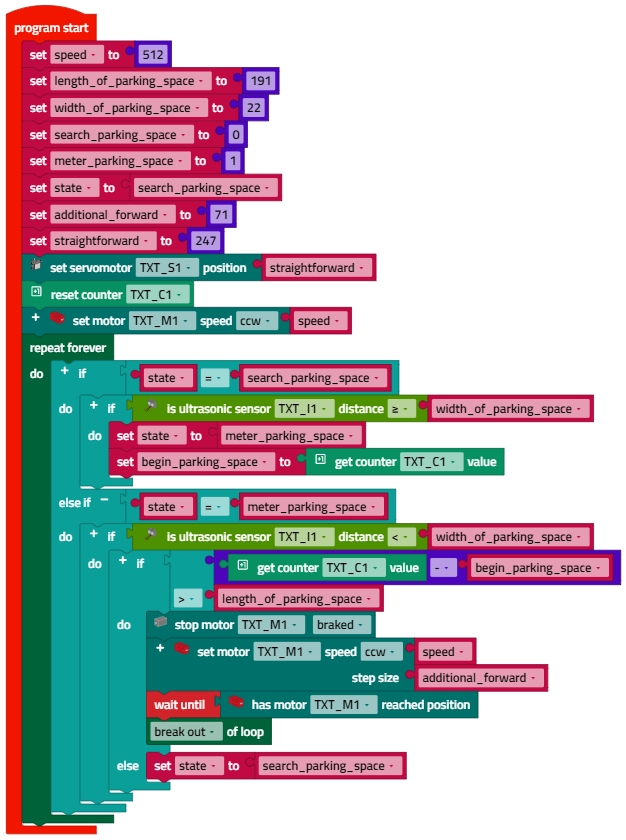 program start
set speed to 512
set length_of_parking_space to 191
set width_of_parking_space to 22
set search_parking_space to 0
set meter_parking_space to 1
set state to search_parking_space
set additional_forward to 71
set straightforward to 247
set servomotor TXT_S1 position straightforward
reset counter TXT_C1
+ set motor TXT_M1 speed ccw speed
repeat forever
do + if state = search_parking_space
do + if is ultrasonic sensor TXT_I1 distance ≥ width_of_parking_space
do set state to meter_parking_space
set begin_parking_space to get counter TXT_C1 value
else if − state = meter_parking_space
do + if is ultrasonic sensor TXT_I1 distance < width_of_parking_space
do + if get counter TXT_C1 value - begin_parking_space
> length_of_parking_space
do stop motor TXT_M1 braked
+ set motor TXT_M1 speed ccw speed
step size additional_forward
wait until has motor TXT_M1 reached position
break out of loop
else set state to search_parking_space